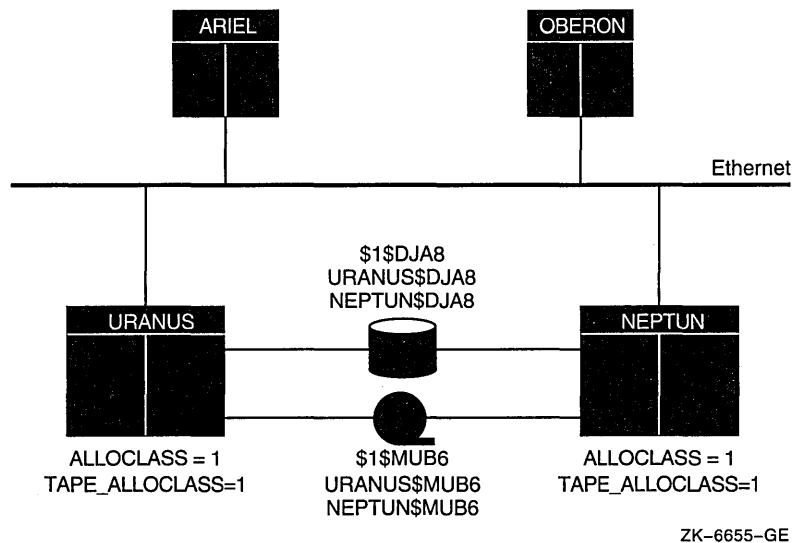 ARIEL
OBERON
Ethernet
$1$DJA8
URANUS$DJA8
NEPTUN$DJA8
URANUS
NEPTUN
ALLOCLASS = 1
TAPE_ALLOCLASS=1
$1$MUB6
URANUS$MUB6
NEPTUN$MUB6
ALLOCLASS = 1
TAPE_ALLOCLASS=1
ZK–6655–GE